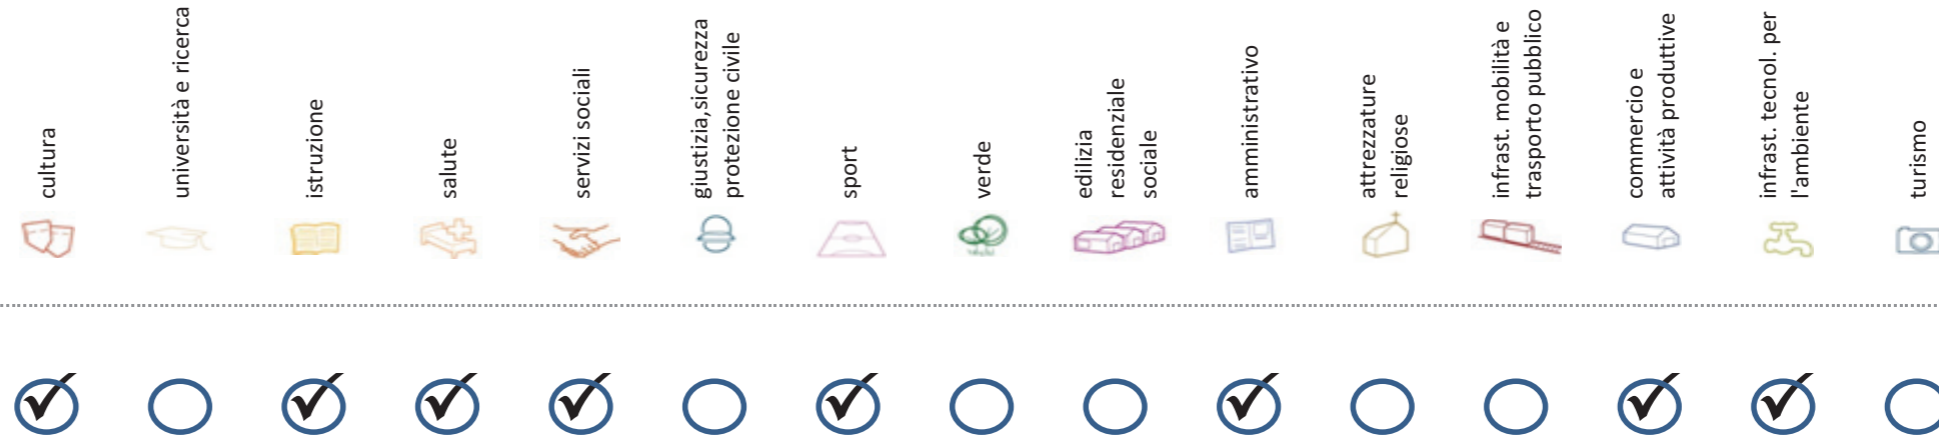 cultura
università e ricerca
istruzione
salute
servizi sociali
giustizia,sicurezza
protezione civile
sport
verde
edilizia
residenziale
sociale
amministrativo
attrezzature
religiose
infrast. mobilità e
trasporto pubblico
commercio e
attività produttive
infrast. tecnol. per
l'ambiente
turismo